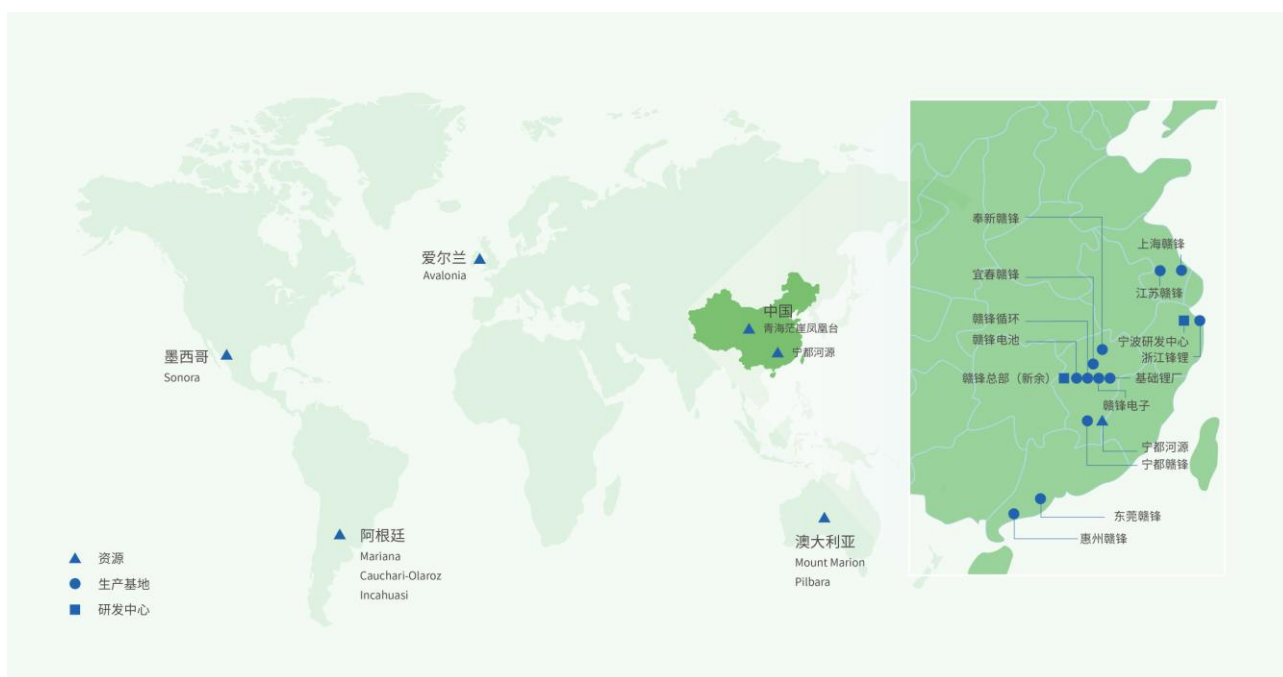 爱尔兰
Avalonia
墨西哥
Sonora
阿根廷
Mariana
Cauchari-Olaroz
Incahuasi
中国
青海茫崖凤凰台
宁都河源
澳大利亚
Mount Marion
Pilbara
资源
生产基地
研发中心
奉新赣锋
上海赣锋
宜春赣锋
江苏赣锋
赣锋循环
赣锋电池
宁波研发中心
浙江锋锂
赣锋总部（新余）
基础锂厂
赣锋电子
宁都河源
宁都赣锋
东莞赣锋
惠州赣锋